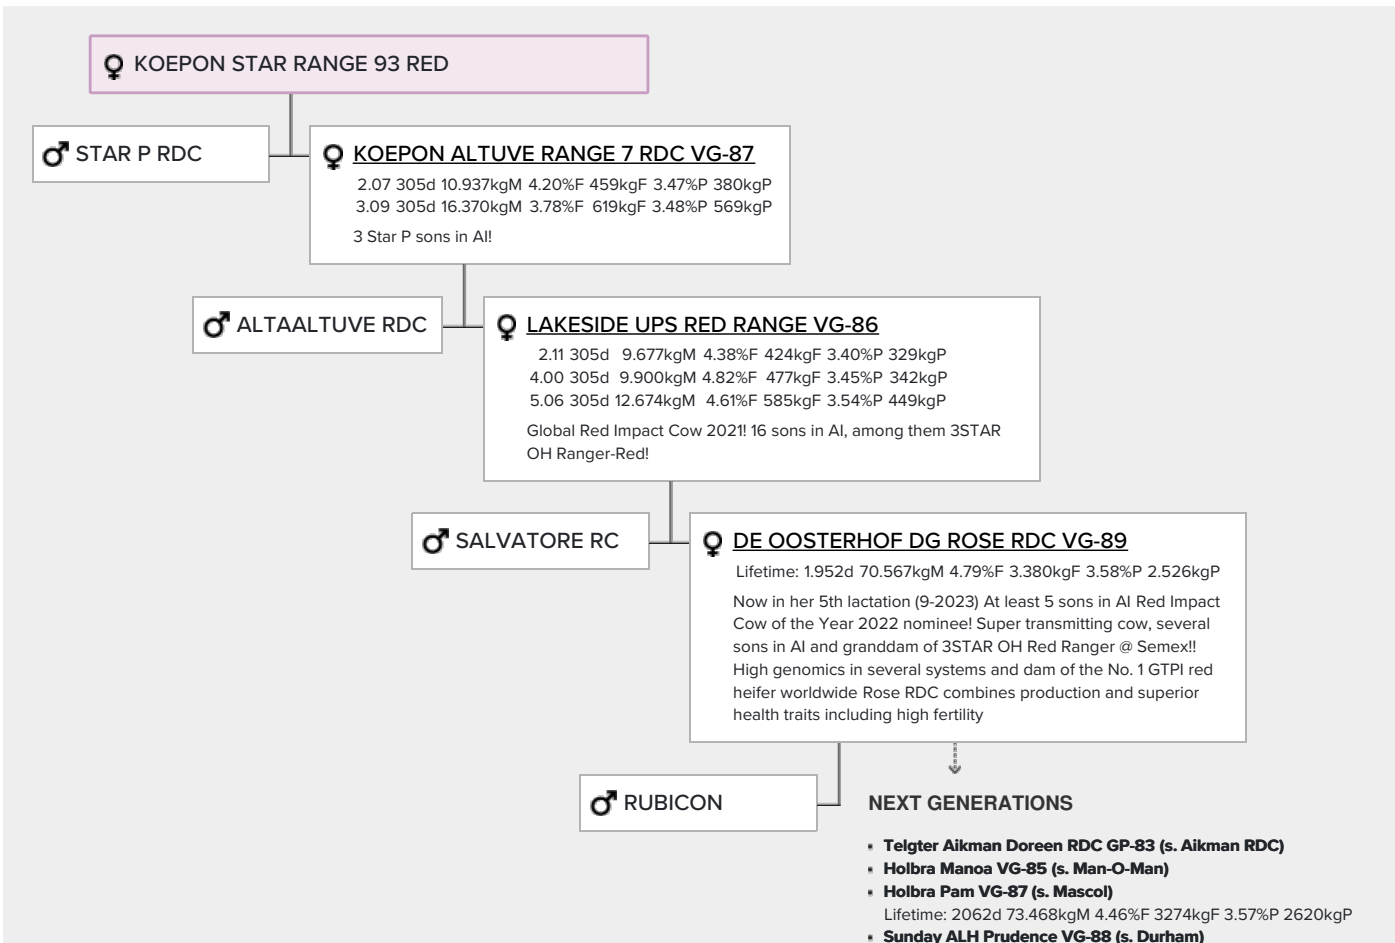 KOEPON STAR RANGE 93 RED
STAR P RDC
KOEPON ALTUVE RANGE 7 RDC VG-87
2.07 305d 10.937kgM 4.20%F 459kgF 3.47%P 380kgP
3.09 305d 16.370kgM 3.78%F 619kgF 3.48%P 569kgP
3 Star P sons in AI!
ALTAALTUVE RDC
LAKESIDE UPS RED RANGE VG-86
2.11 305d 9.677kgM 4.38%F 424kgF 3.40%P 329kgP
4.00 305d 9.900kgM 4.82%F 477kgF 3.45%P 342kgP
5.06 305d 12.674kgM 4.61%F 585kgF 3.54%P 449kgP
Global Red Impact Cow 2021! 16 sons in AI, among them 3STAR
OH Ranger-Red!
SALVATORE RC
DE OOSTERHOF DG ROSE RDC VG-89
Lifetime: 1.952d 70.567kgM 4.79%F 3.380kgF 3.58%P 2.526kgP
Now in her 5th lactation (9-2023) At least 5 sons in AI Red Impact
Cow of the Year 2022 nominee! Super transmitting cow, several
sons in AI and granddam of 3STAR OH Red Ranger @ Semex!!
High genomics in several systems and dam of the No. 1 GTPI red
heifer worldwide Rose RDC combines production and superior
health traits including high fertility
RUBICON
NEXT GENERATIONS
Telgter Aikman Doreen RDC GP-83 (s. Aikman RDC)
Holbra Manoa VG-85 (s. Man-O-Man)
Holbra Pam VG-87 (s. Mascol)
Lifetime: 2062d 73.468kgM 4.46%F 3274kgF 3.57%P 2620kgP
Sunday ALH Prudence VG-88 (s. Durham)